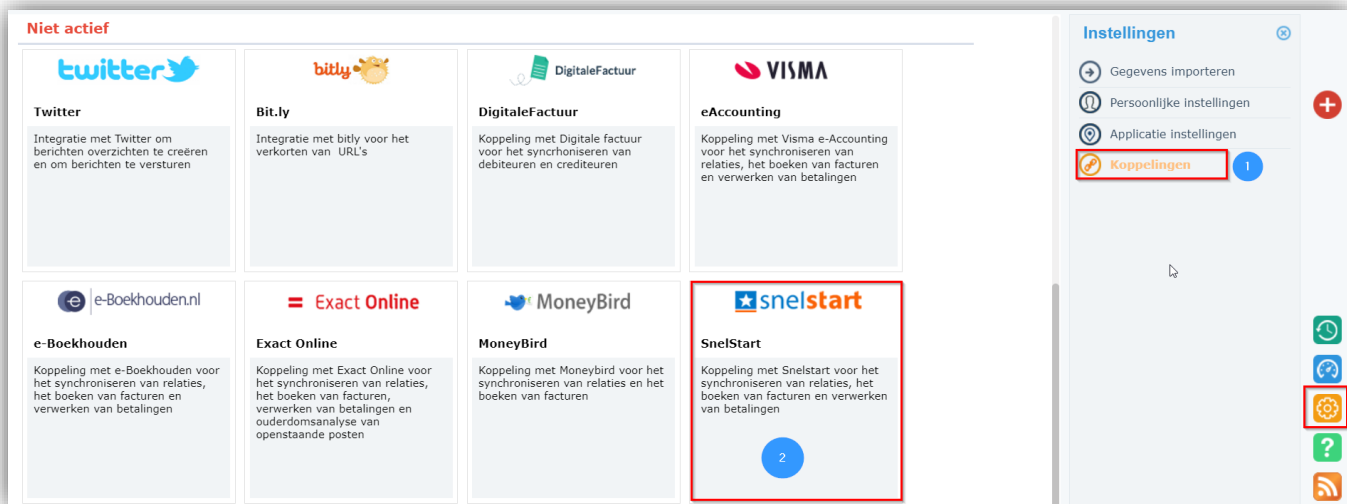 Niet actief
twitter
Twitter
Integratie met Twitter om
berichten overzichten te creëren
en om berichten te versturen
bitly
Bit.ly
Integratie met bitly voor het
verkorten van URL's
DigitaleFactuur
DigitaleFactuur
Koppeling met Digitale factuur
voor het syncrhoniseren van
debiteuren en crediteuren
VISMA
eAccounting
Koppeling met Visma e-Accounting
voor het synchroniseren van
relaties, het boeken van facturen
en verwerken van betalingen
e-Boekhouden.nl
e-Boekhouden
Koppeling met e-Boekhouden voor
het synchroniseren van relaties,
het boeken van facturen en
verwerken van betalingen
Exact Online
Exact Online
Koppeling met Exact Online voor
het synchroniseren van relaties,
het boeken van facturen,
verwerken van betalingen en
ouderdomsanalyse van
openstaande posten
MoneyBird
MoneyBird
Koppeling met Moneybird voor het
synchroniseren van relaties en het
boeken van facturen
snelstart
SnelStart
Koppeling met Snelstart voor het
synchroniseren van relaties, het
boeken van facturen en verwerken
van betalingen
2
Instellingen
Gegevens importeren
Persoonlijke instellingen
Applicatie instellingen
Koppelingen
1
?